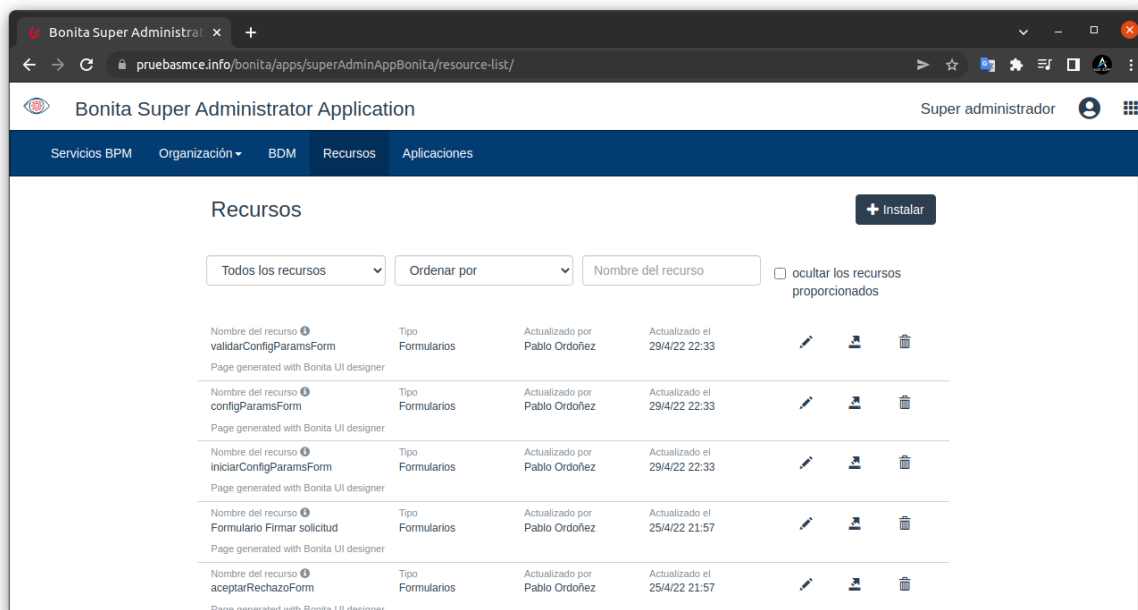 Bonita Super Administrat
pruebasmce.info/bonita/apps/superAdminAppBonita/resource-list/
Bonita Super Administrator Application
Super administrador
Servicios BPM Organización BDM Recursos Aplicaciones
Recursos
Instalar
Todos los recursos Ordenar por Nombre del recurso
ocultar los recursos
proporcionados
Nombre del recurso Tipo Actualizado por Actualizado el
validarConfigParamsForm Formularios Pablo Ordoñez 29/4/22 22:33
Page generated with Bonita UI designer
Nombre del recurso Tipo Actualizado por Actualizado el
configParamsForm Formularios Pablo Ordoñez 29/4/22 22:33
Page generated with Bonita UI designer
Nombre del recurso Tipo Actualizado por Actualizado el
iniciarConfigParamsForm Formularios Pablo Ordoñez 29/4/22 22:33
Page generated with Bonita UI designer
Nombre del recurso Tipo Actualizado por Actualizado el
Formulario Firmar solicitud Formularios Pablo Ordoñez 25/4/22 21:57
Page generated with Bonita UI designer
Nombre del recurso Tipo Actualizado por Actualizado el
aceptarRechazoForm Formularios Pablo Ordoñez 25/4/22 21:57
Page generated with Bonita UI designer